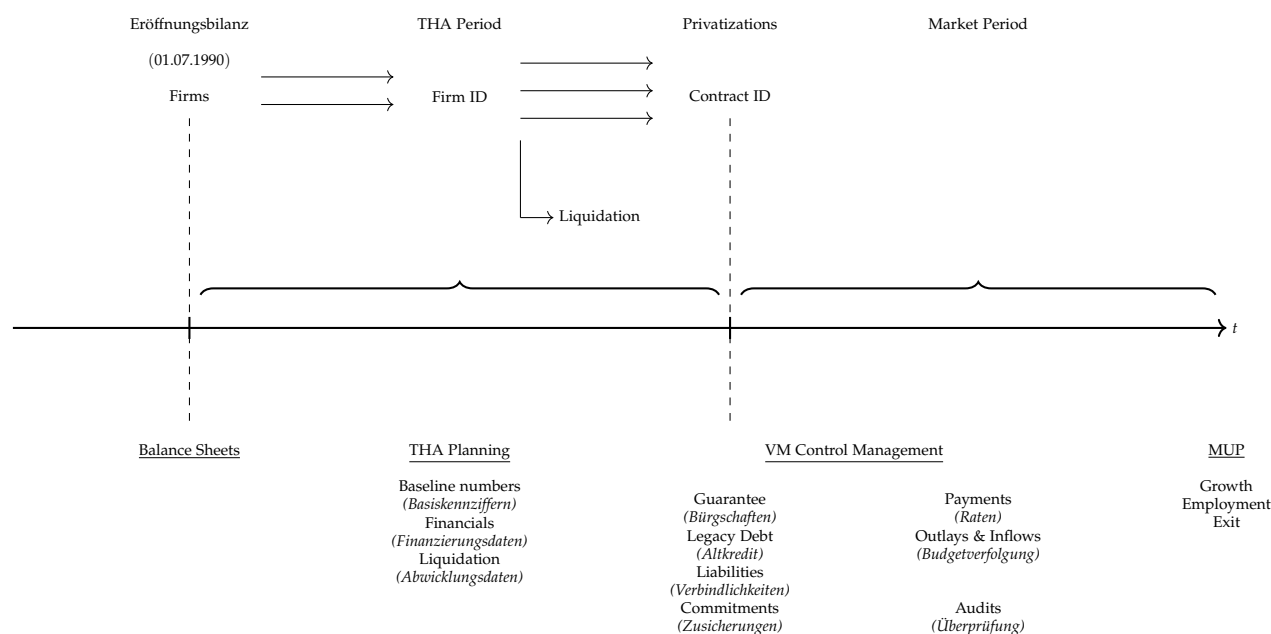 Eröffnungsbilanz
THA Period
Privatizations
Market Period
(01.07.1990)
Firms
Firm ID
Contract ID
Liquidation
t
Balance Sheets
THA Planning
VM Control Management
MUP
Baseline numbers
(Basiskennziffern)
Financials
(Finanzierungsdaten)
Liquidation
(Abwicklungsdaten)
Guarantee
(Bürgschaften)
Legacy Debt
(Altkredit)
Liabilities
(Verbindlichkeiten)
Commitments
(Zusicherungen)
Payments
(Raten)
Outlays & Inflows
(Budgetverfolgung)
Audits
(Überprüfung)
Growth
Employment
Exit